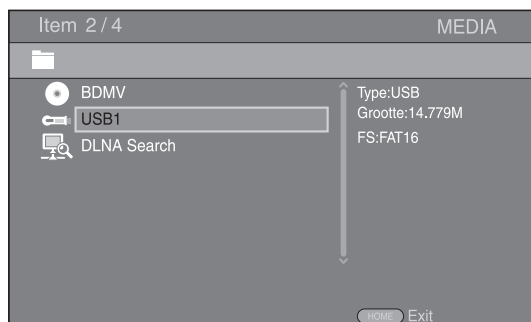 Item 2/4 MEDIA
BDMV
USB1
DLNA Search
Type:USB
Grootte:14.779M
FS:FAT16
HOME Exit